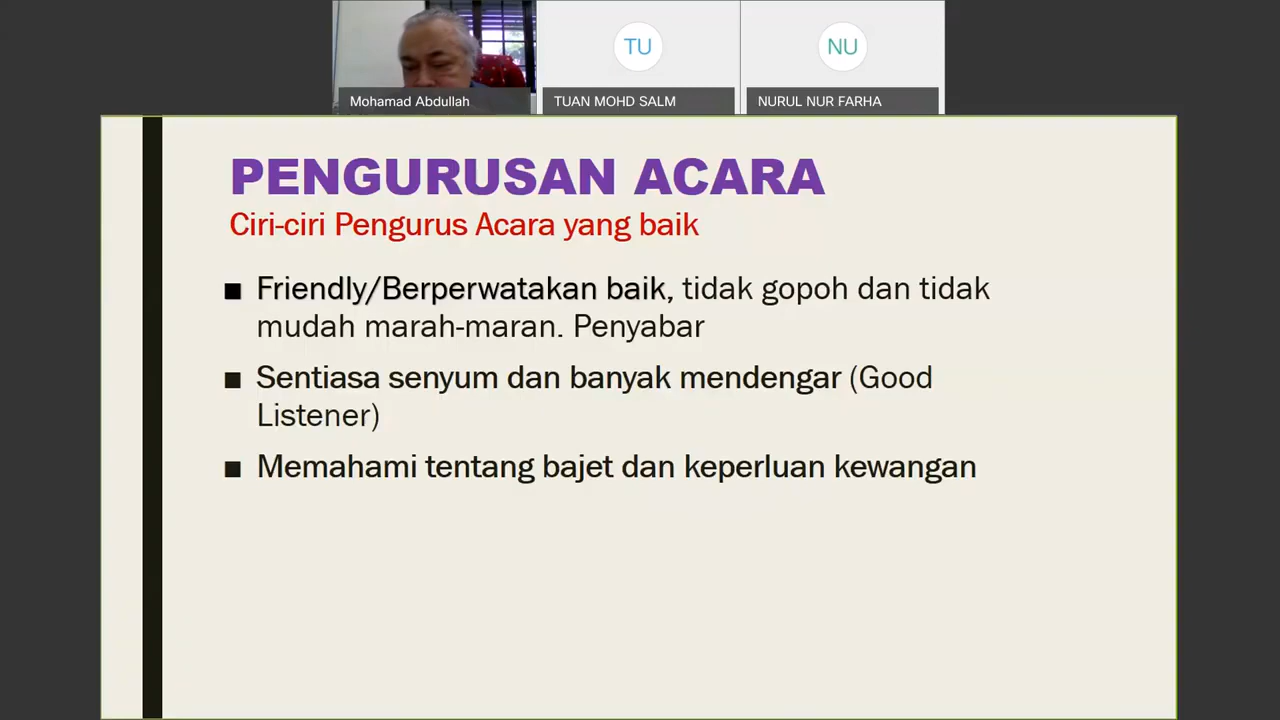 TU
NU
Mohamad Abdullah
TUAN MOHD SALM
NURUL NUR FARHA
PENGURUSAN ACARA
Ciri-ciri Pengurus Acara yang baik
■ Friendly/Berperwatakan baik, tidak gopoh dan tidak
mudah marah-maran. Penyabar
■ Sentiasa senyum dan banyak mendengar (Good
Listener)
■ Memahami tentang bajet dan keperluan kewangan